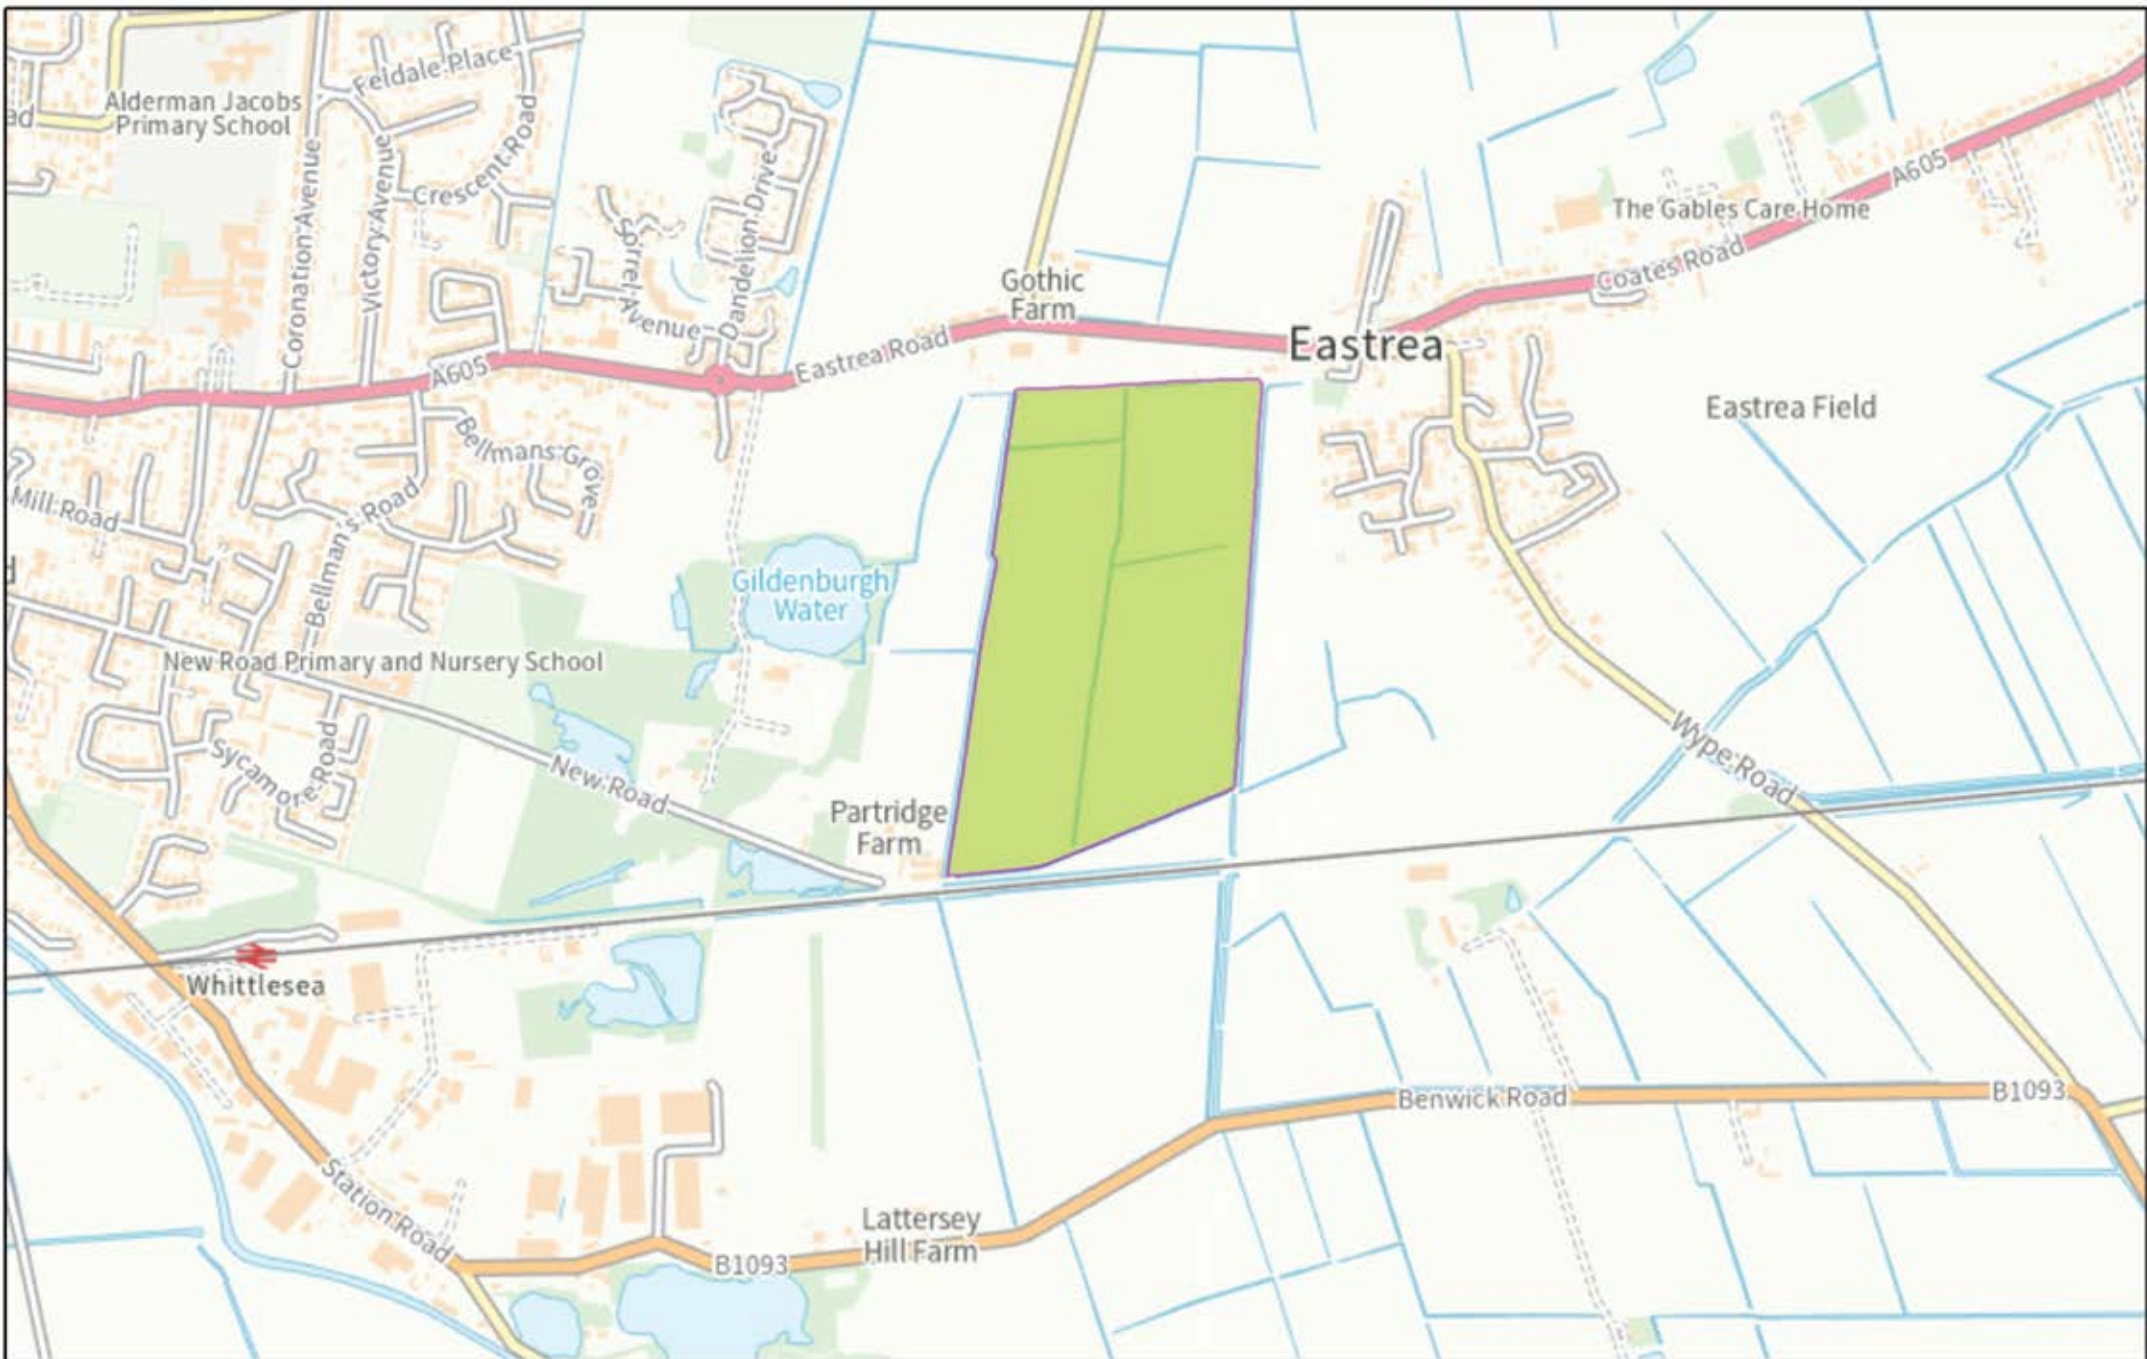 Feldale Place
Alderman Jacobs
Primary School
ad
Coronation Avenue
Victory Avenue
Crescent Road
Sorrel Avenue
Dandelion Drive
A605
The Gables Care Home
Coates Road
Gothic
Farm
Eastrea
Eastrea Road
A605
Eastrea Field
Bellmans Grove
Mill Road
Bellman's Road
d
Gildenburgh
Water
New Road Primary and Nursery School
Sycamore Road
New Road
Wype Road
Partridge
Farm
Whittlesea
Benwick Road
B1093
Station Road
Lattersey
Hill Farm
B1093